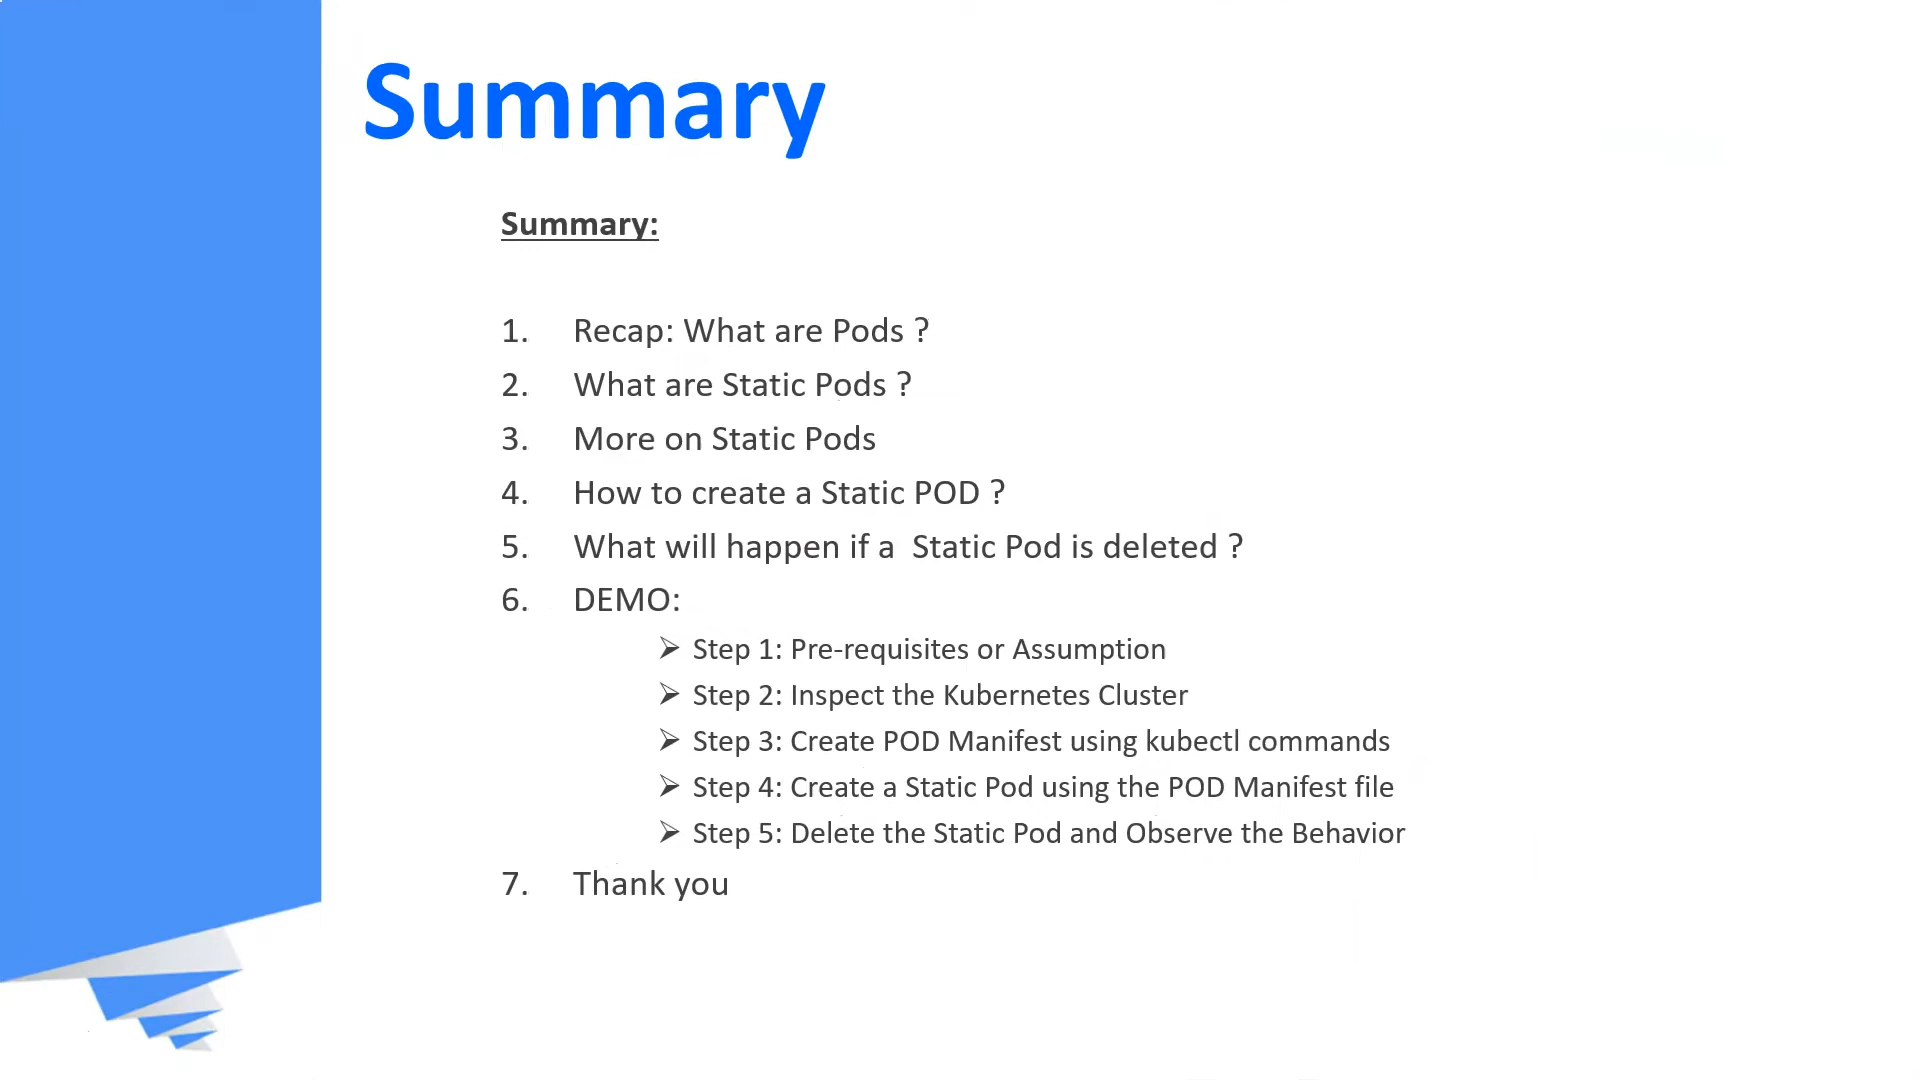 Summary
Summary:
1. Recap: What are Pods ?
2. What are Static Pods ?
3. More on Static Pods
4. How to create a Static POD ?
5. What will happen if a  Static Pod is deleted ?
6. DEMO:
➢ Step 1: Pre-requisites or Assumption
➢ Step 2: Inspect the Kubernetes Cluster
➢ Step 3: Create POD Manifest using kubectl commands
➢ Step 4: Create a Static Pod using the POD Manifest file
➢ Step 5: Delete the Static Pod and Observe the Behavior
7. Thank you